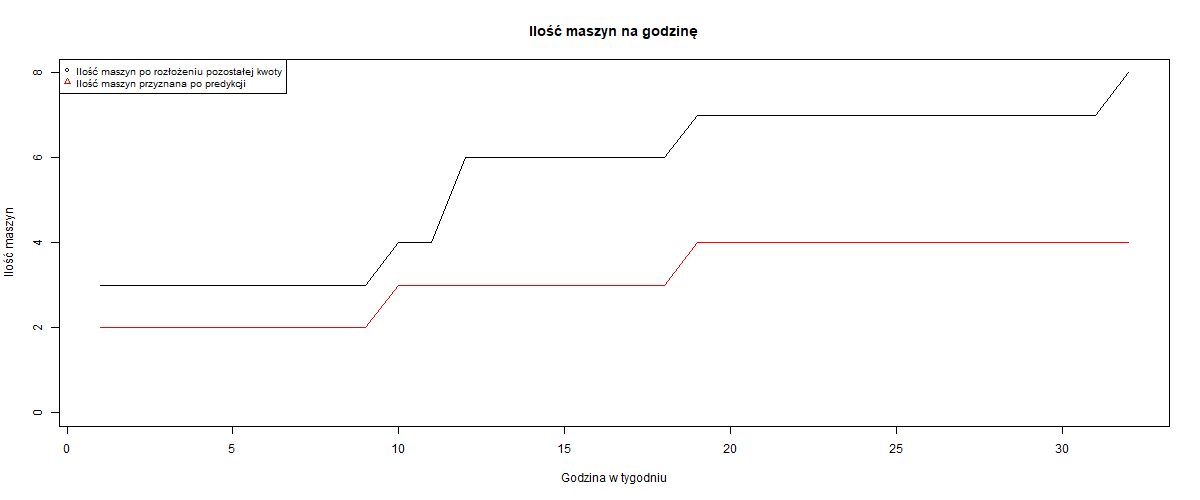 Ilość maszyn na godzinę
Ilość maszyn po rozłożeniu pozostałej kwoty
Ilość maszyn przyznana po predykcji
Ilość maszyn
8
6
4
2
0
0 5 10 15 20 25 30
Godzina w tygodniu